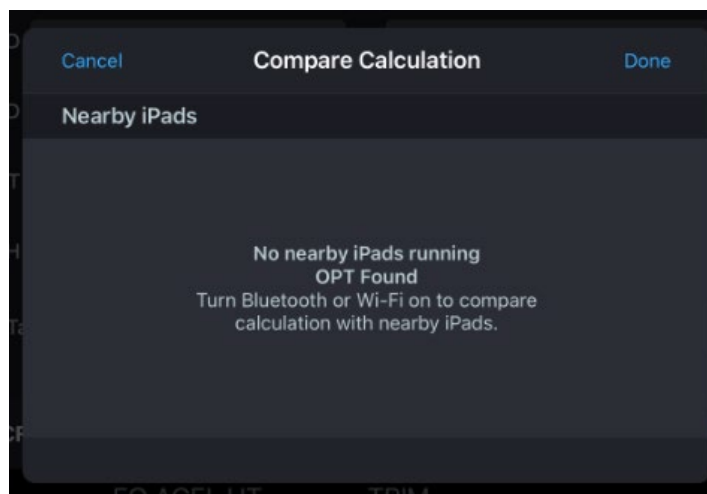 Cancel
Compare Calculation
Done
Nearby iPads
No nearby iPads running
OPT Found
Turn Bluetooth or Wi-Fi on to compare
calculation with nearby iPads.
TRIM